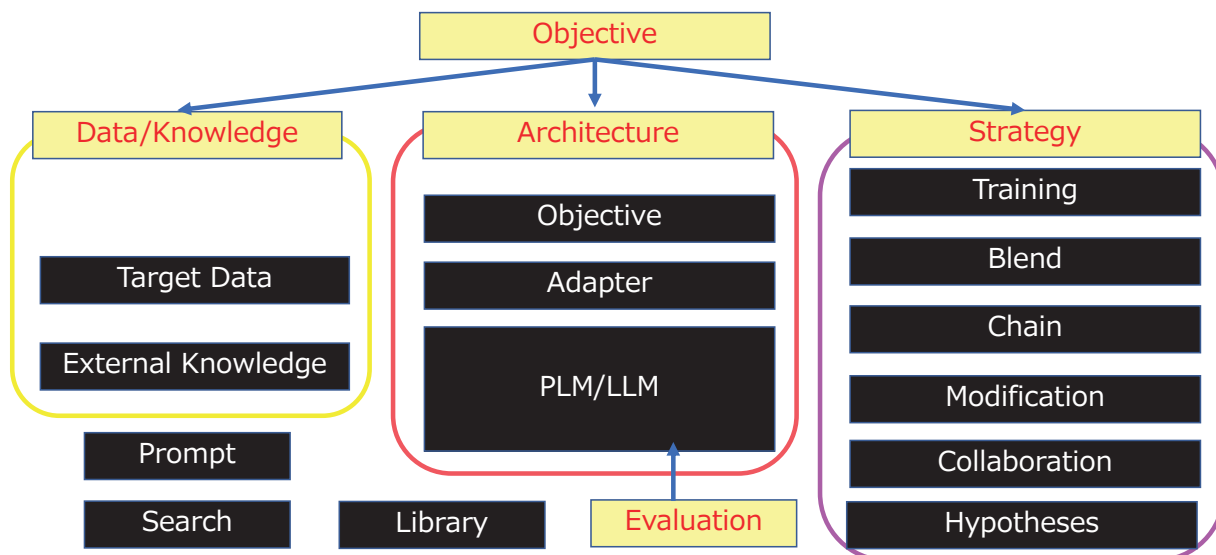 Objective
Data/Knowledge
Target Data
External Knowledge
Prompt
Search
Library
Architecture
Objective
Adapter
PLM/LLM
Evaluation
Strategy
Training
Blend
Chain
Modification
Collaboration
Hypotheses